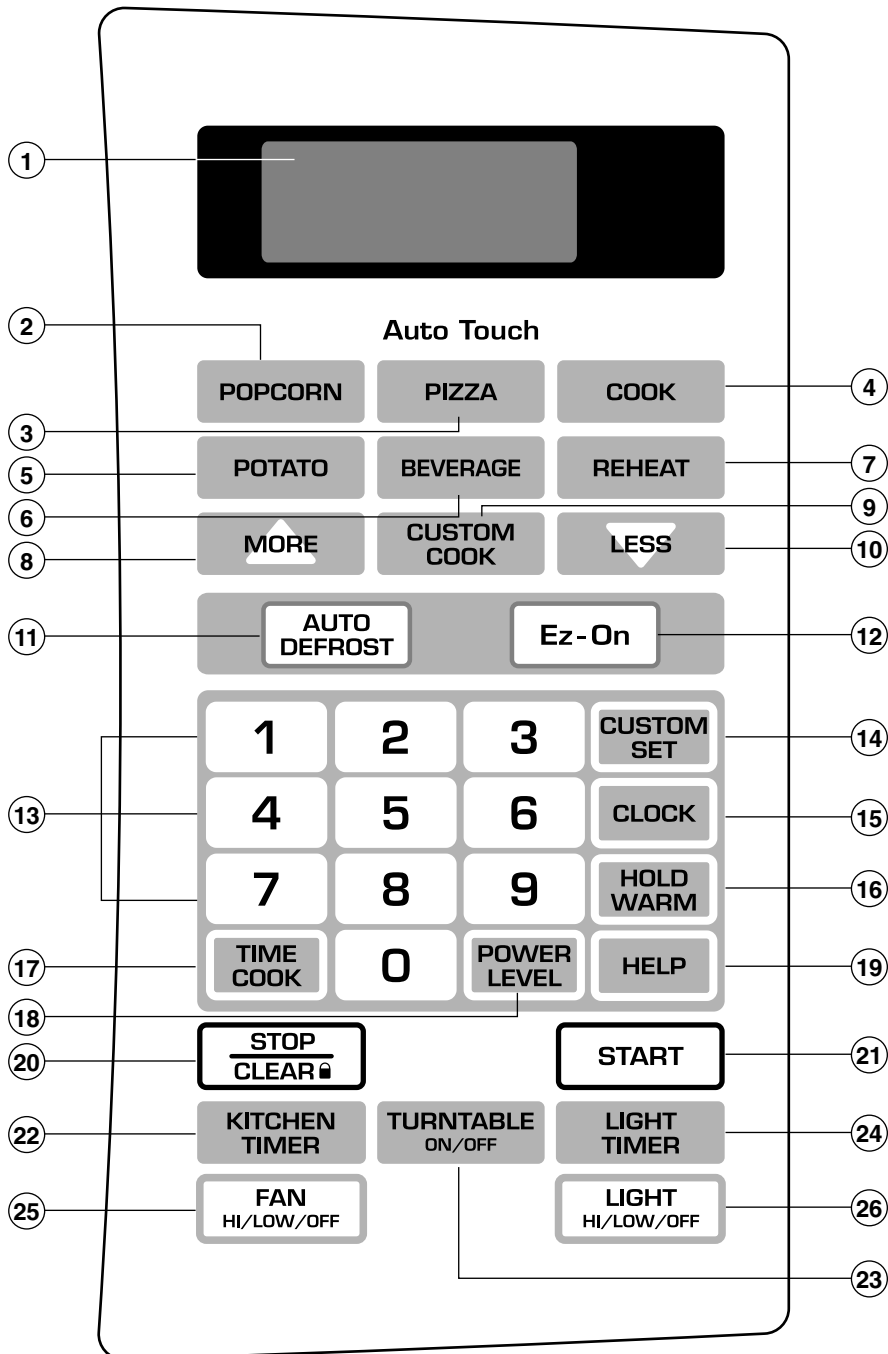 1
2
Auto Touch
POPCORN
PIZZA
COOK
4
3
5
POTATO
BEVERAGE
REHEAT
7
6
9
8
MORE
CUSTOM
COOK
LESS
10
11
AUTO
DEFROST
Ez-On
12
1
2
3
CUSTOM
SET
14
13
4
5
6
CLOCK
15
7
8
9
HOLD
WARM
16
17
TIME
COOK
0
POWER
LEVEL
HELP
19
18
20
STOP
CLEAR
START
21
22
KITCHEN
TIMER
TURNTABLE
ON/OFF
LIGHT
TIMER
24
25
FAN
HI/LOW/OFF
LIGHT
HI/LOW/OFF
26
23